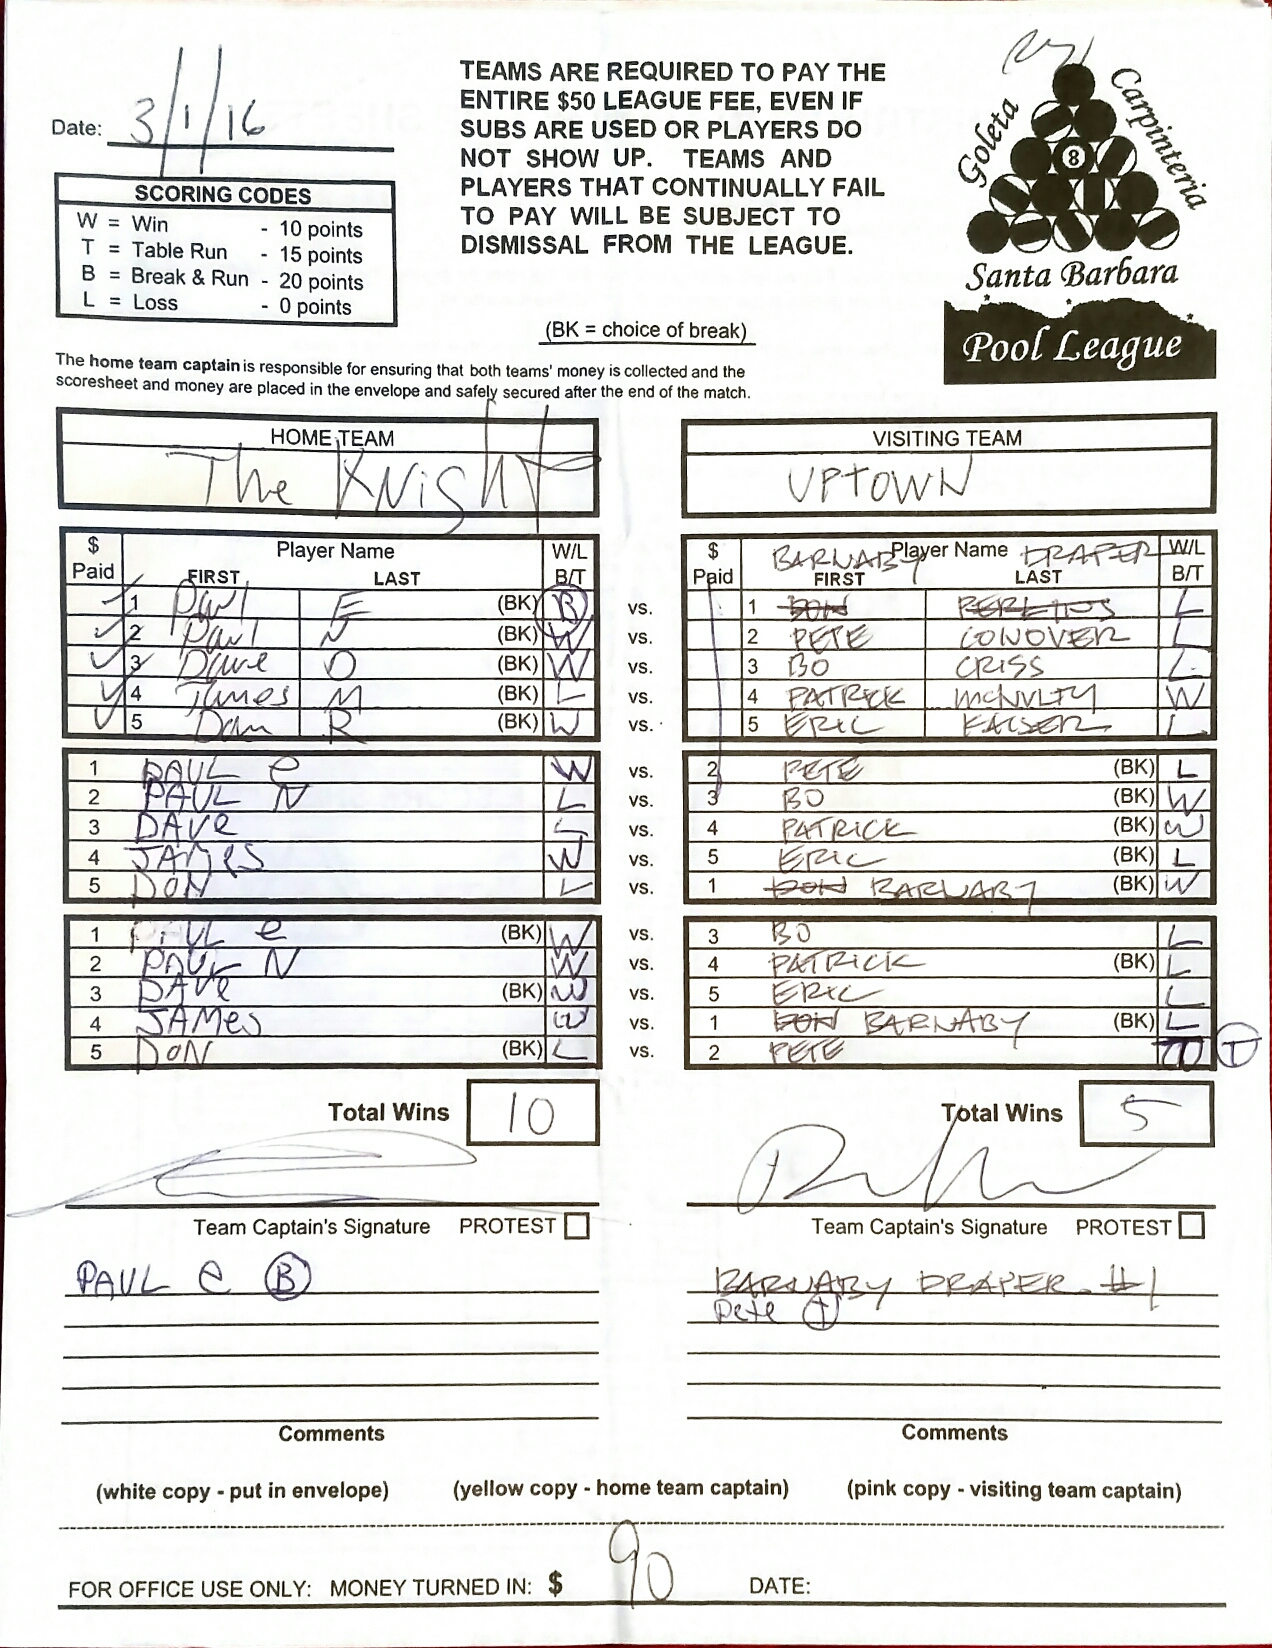 Date: 3/1/16
TEAMS ARE REQUIRED TO PAY THE
ENTIRE $50 LEAGUE FEE, EVEN IF
SUBS ARE USED OR PLAYERS DO
NOT SHOW UP. TEAMS AND
PLAYERS THAT CONTINUALLY FAIL
TO PAY WILL BE SUBJECT TO
DISMISSAL FROM THE LEAGUE.
Goleta
Carpinteria
8
Santa Barbara
Pool League
SCORING CODES
W = Win - 10 points
T = Table Run - 15 points
B = Break & Run - 20 points
L = Loss - 0 points
(BK = choice of break)
The home team captain is responsible for ensuring that both teams' money is collected and the
scoresheet and money are placed in the envelope and safely secured after the end of the match.
HOME TEAM VISITING TEAM
The Knight UPTOWN
$ Paid Player Name FIRST LAST W/L B/T
$ Paid Player Name FIRST LAST W/L B/T
BARNABY DRAPER
1 Paul E (BK) B vs. 1 DON PERKINS L
2 Paul N (BK) W vs. 2 PETE CONOVER L
3 Dave O (BK) W vs. 3 BO CRISS L
4 James M (BK) L vs. 4 PATRICK MCNULTY W
5 Dan R (BK) W vs. 5 ERIC KAISER L
1 PAUL e W vs. 2 PETE (BK) L
2 PAUL N L vs. 3 BO (BK) W
3 DAVe L vs. 4 PATRICK (BK) W
4 JAMES W vs. 5 ERIC (BK) L
5 DON L vs. 1 DON BARNABY (BK) W
1 PAUL e (BK) W vs. 3 BO L
2 PAUL N W vs. 4 PATRICK (BK) L
3 DAVe (BK) W vs. 5 ERIC L
4 JAMes W vs. 1 DON BARNABY (BK) L
5 DON (BK) L vs. 2 PETE T
Total Wins 10 Total Wins 5
Team Captain's Signature PROTEST Team Captain's Signature PROTEST
PAUL e B BARNABY DRAPER #1
Pete T
Comments Comments
(white copy - put in envelope) (yellow copy - home team captain) (pink copy - visiting team captain)
FOR OFFICE USE ONLY: MONEY TURNED IN: $ 90 DATE: